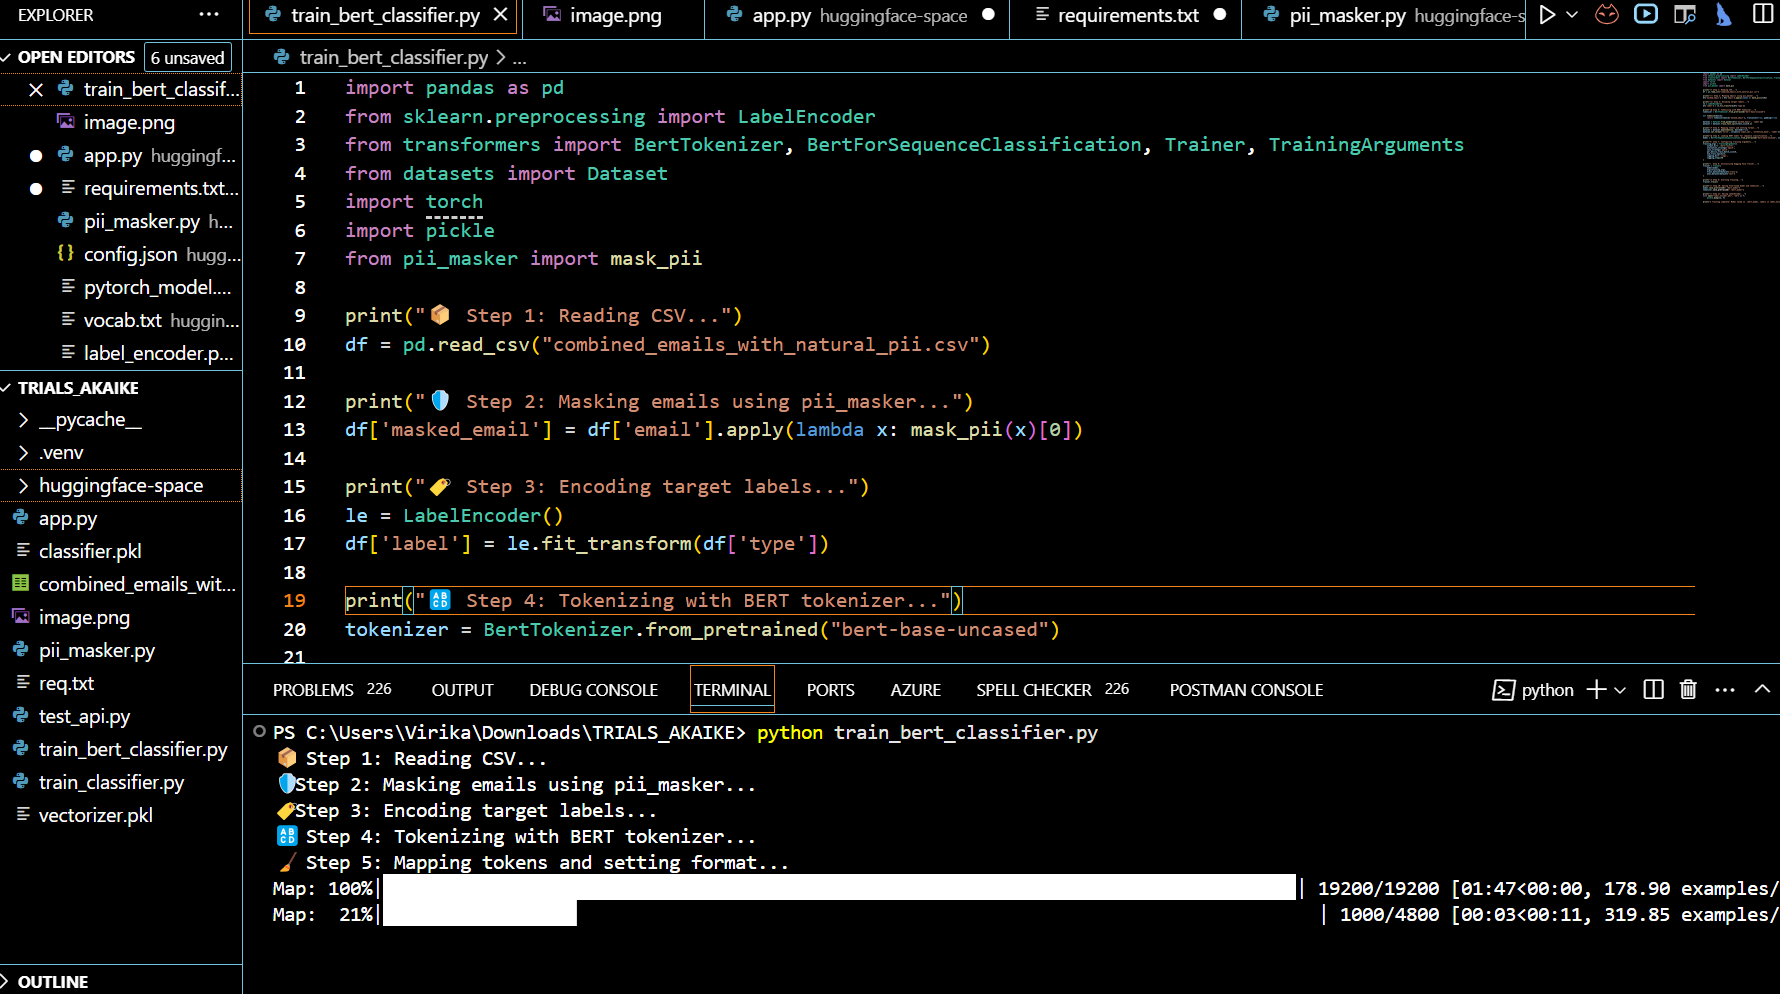 EXPLORER ...
OPEN EDITORS 6 unsaved
train_bert_classif...
image.png
app.py huggingf...
requirements.txt...
pii_masker.py h...
config.json hugg...
pytorch_model....
vocab.txt huggin...
label_encoder.p...
TRIALS_AKAIKE
__pycache__
.venv
huggingface-space
app.py
classifier.pkl
combined_emails_wit...
image.png
pii_masker.py
req.txt
test_api.py
train_bert_classifier.py
train_classifier.py
vectorizer.pkl
OUTLINE
train_bert_classifier.py image.png app.py huggingface-space requirements.txt pii_masker.py huggingface-s
train_bert_classifier.py > ...
1 import pandas as pd
2 from sklearn.preprocessing import LabelEncoder
3 from transformers import BertTokenizer, BertForSequenceClassification, Trainer, TrainingArguments
4 from datasets import Dataset
5 import torch
6 import pickle
7 from pii_masker import mask_pii
8
9 print("📦 Step 1: Reading CSV...")
10 df = pd.read_csv("combined_emails_with_natural_pii.csv")
11
12 print("🛡️ Step 2: Masking emails using pii_masker...")
13 df['masked_email'] = df['email'].apply(lambda x: mask_pii(x)[0])
14
15 print("🏷️ Step 3: Encoding target labels...")
16 le = LabelEncoder()
17 df['label'] = le.fit_transform(df['type'])
18
19 print("🔠 Step 4: Tokenizing with BERT tokenizer...")
20 tokenizer = BertTokenizer.from_pretrained("bert-base-uncased")
21
PROBLEMS 226 OUTPUT DEBUG CONSOLE TERMINAL PORTS AZURE SPELL CHECKER 226 POSTMAN CONSOLE python
PS C:\Users\Virika\Downloads\TRIALS_AKAIKE> python train_bert_classifier.py
📦 Step 1: Reading CSV...
🛡️Step 2: Masking emails using pii_masker...
🏷️Step 3: Encoding target labels...
🔠 Step 4: Tokenizing with BERT tokenizer...
🧹 Step 5: Mapping tokens and setting format...
Map: 100%| | 19200/19200 [01:47<00:00, 178.90 examples/
Map: 21%| | 1000/4800 [00:03<00:11, 319.85 examples/